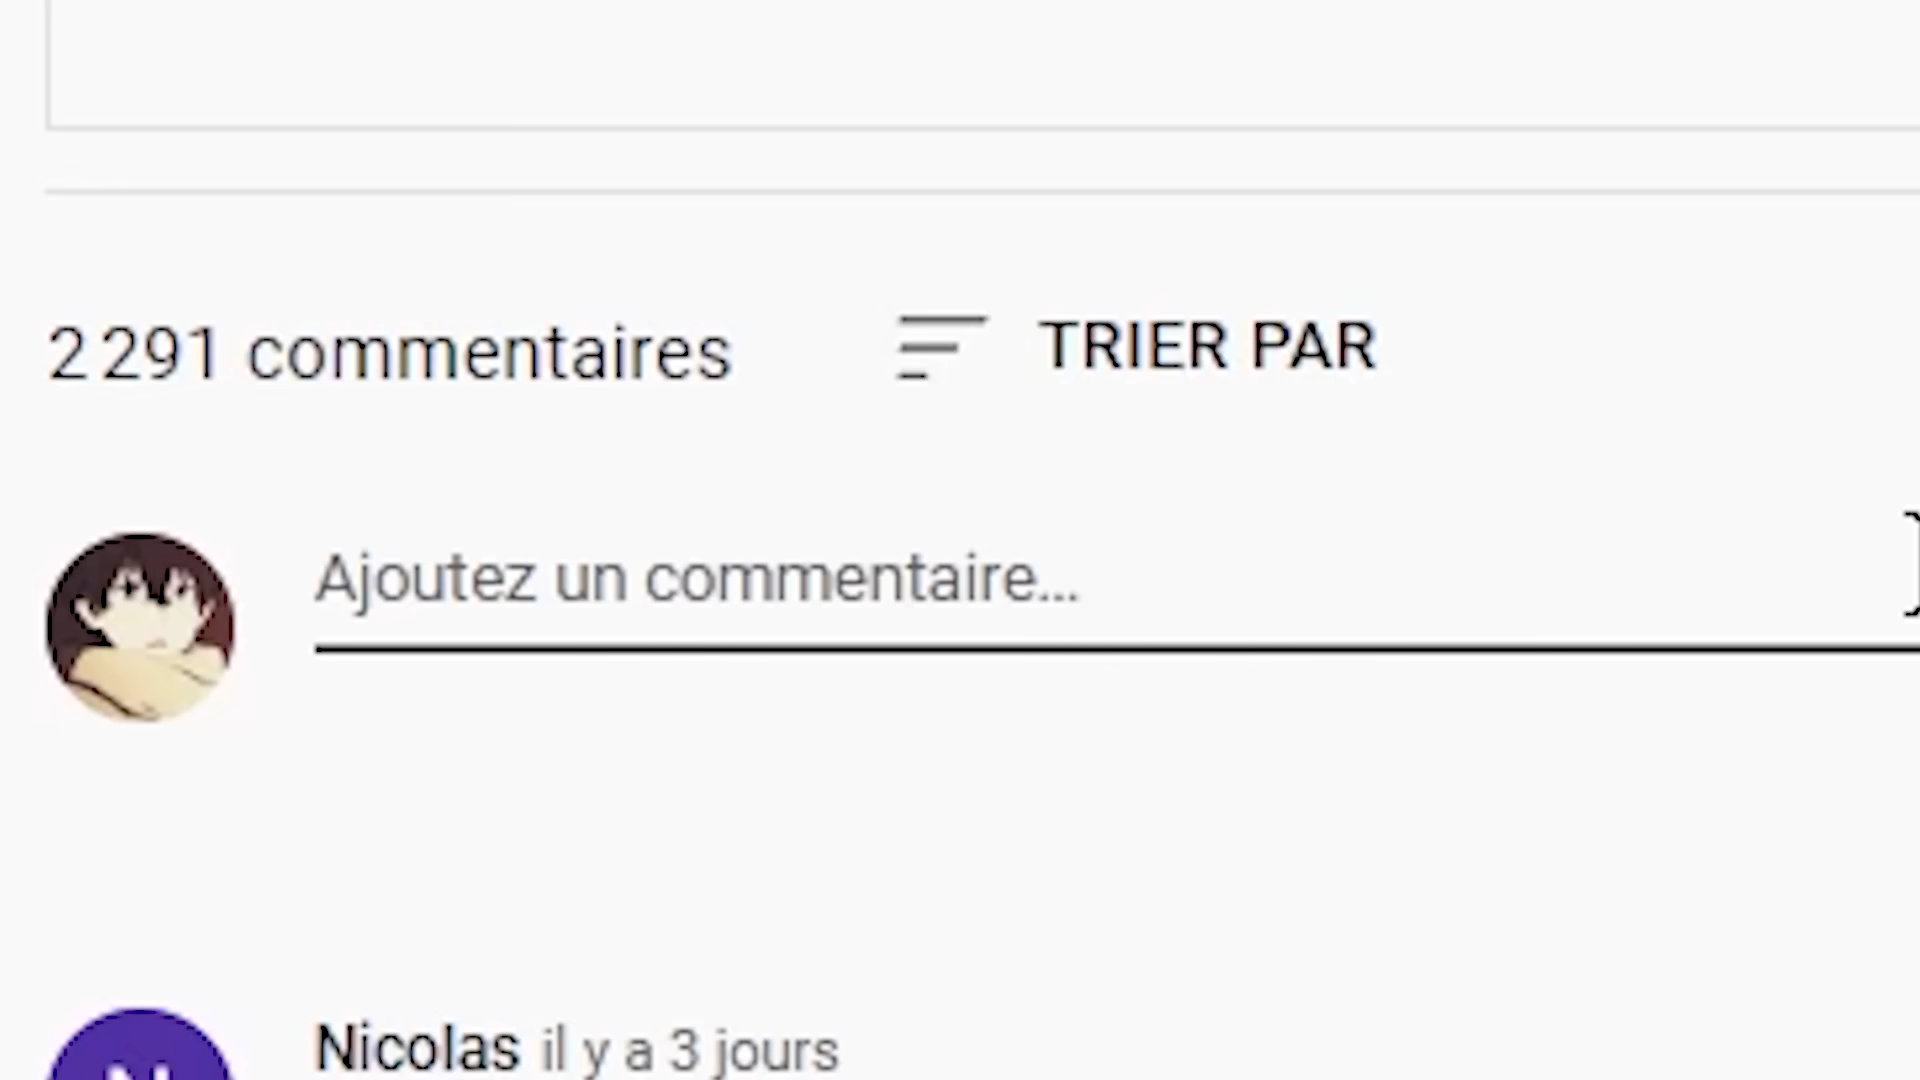 2 291 commentaires
TRIER PAR
Ajoutez un commentaire...
Nicolas il y a 3 jours